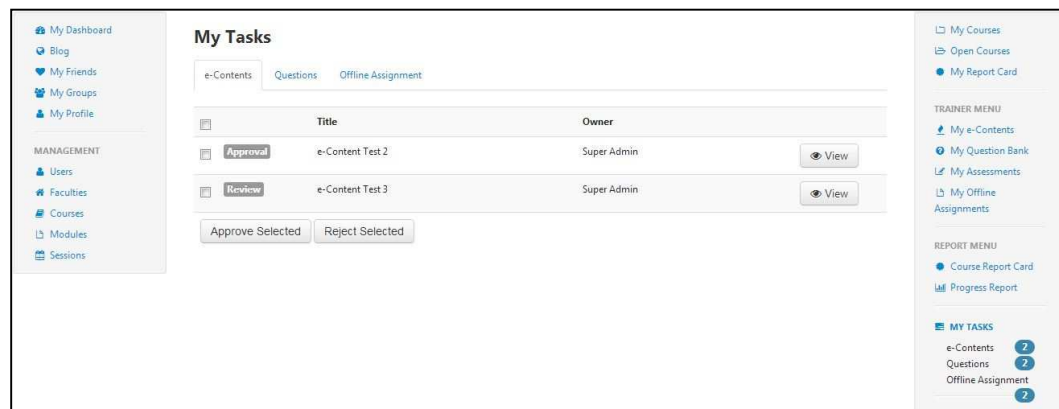 My Dashboard
Blog
My Friends
My Groups
My Profile
MANAGEMENT
Users
Faculties
Courses
Modules
Sessions
My Tasks
e-Contents Questions Offline Assignment
Title Owner
Approval e-Content Test 2 Super Admin View
Review e-Content Test 3 Super Admin View
Approve Selected Reject Selected
My Courses
Open Courses
My Report Card
TRAINER MENU
My e-Contents
My Question Bank
My Assessments
My Offline
Assignments
REPORT MENU
Course Report Card
Progress Report
MY TASKS
e-Contents 2
Questions 2
Offline Assignment
2